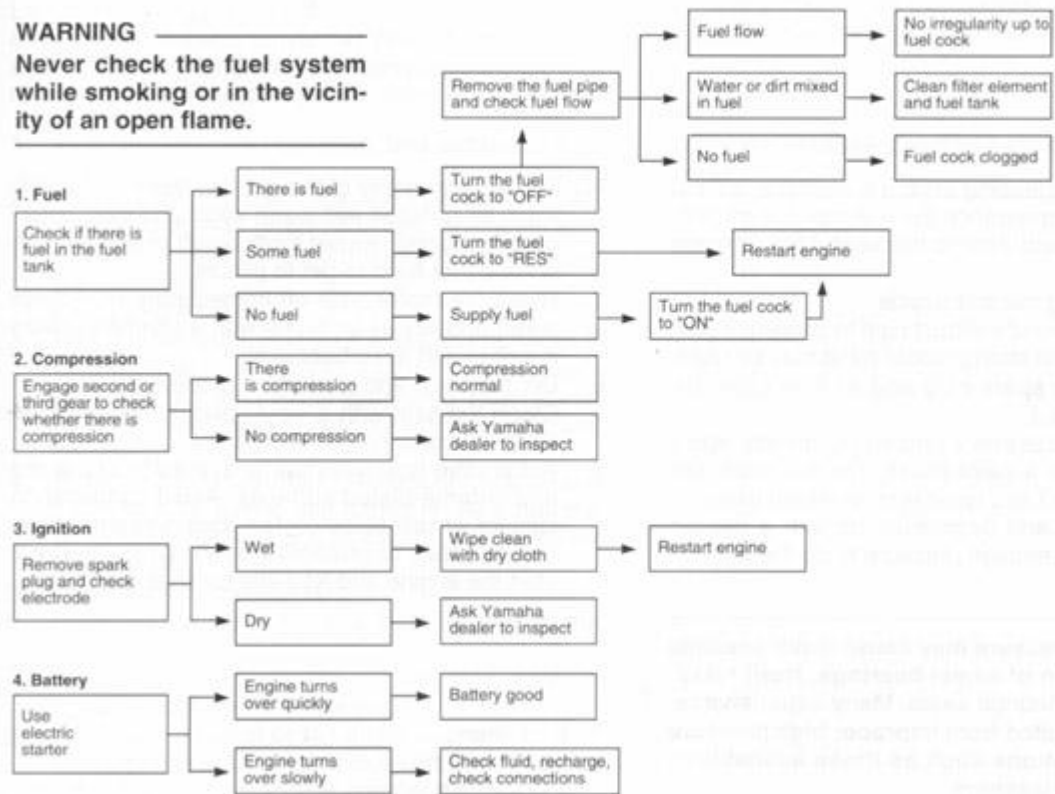 WARNING
Never check the fuel system
while smoking or in the vicin-
ity of an open flame.
Remove the fuel pipe
and check fuel flow
Fuel flow
No irregularity up to
fuel cock
Water or dirt mixed
in fuel
Clean filter element
and fuel tank
No fuel
Fuel cock clogged
1. Fuel
Check if there is
fuel in the fuel
tank
There is fuel
Turn the fuel
cock to "OFF"
Some fuel
Turn the fuel
cock to "RES"
Restart engine
No fuel
Supply fuel
Turn the fuel cock
to "ON"
2. Compression
Engage second or
third gear to check
whether there is
compression
There
is compression
Compression
normal
No compression
Ask Yamaha
dealer to inspect
3. Ignition
Remove spark
plug and check
electrode
Wet
Wipe clean
with dry cloth
Restart engine
Dry
Ask Yamaha
dealer to inspect
4. Battery
Use
electric
starter
Engine turns
over quickly
Battery good
Engine turns
over slowly
Check fluid, recharge,
check connections